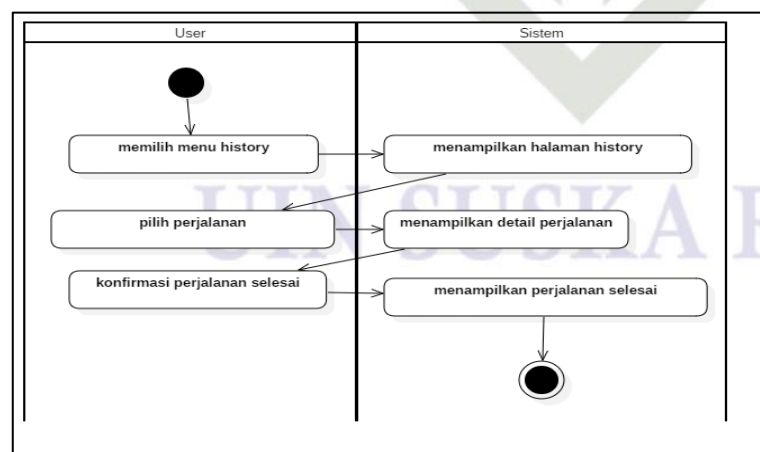 User
Sistem
memilih menu history
menampilkan halaman history
pilih perjalanan
menampilkan detail perjalanan
konfirmasi perjalanan selesai
menampilkan perjalanan selesai
UIN SUSKA R